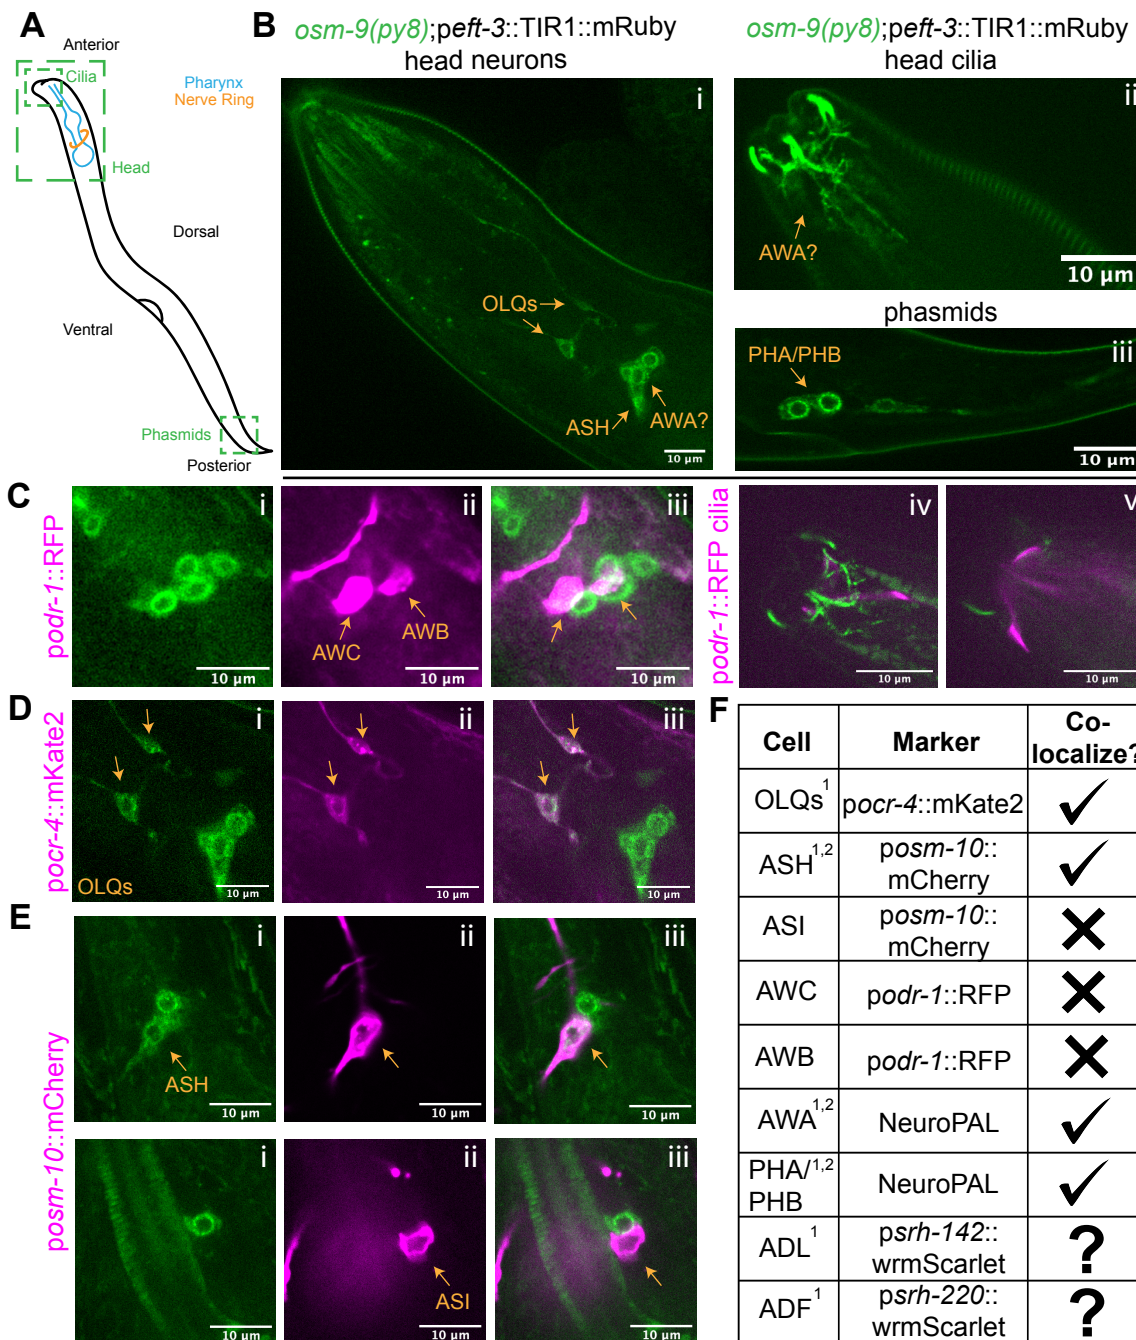 A
Anterior
Cilia
Pharynx
Nerve Ring
Head
Dorsal
Ventral
Phasmids
Posterior
B
osm-9(py8);peft-3::TIR1::mRuby
head neurons
i
OLQs
ASH
AWA?
10 μm
osm-9(py8);peft-3::TIR1::mRuby
head cilia
ii
AWA?
10 μm
phasmids
iii
PHA/PHB
10 μm
C
podr-1::RFP
i
10 μm
ii
AWC
AWB
10 μm
iii
10 μm
podr-1::RFP cilia
iv
10 μm
v
10 μm
D
pocr-4::mKate2
i
OLQs
10 μm
ii
10 μm
iii
10 μm
E
posm-10::mCherry
i
ASH
10 μm
ii
10 μm
iii
10 μm
i
10 μm
ii
ASI
10 μm
iii
10 μm
F
Cell Marker Co-localize?
OLQs1 pocr-4::mKate2 ✓
ASH1,2 posm-10::
mCherry ✓
ASI posm-10::
mCherry ✕
AWC podr-1::RFP ✕
AWB podr-1::RFP ✕
AWA1,2 NeuroPAL ✓
PHA/1,2
PHB NeuroPAL ✓
ADL1 psrh-142::
wrmScarlet ?
ADF1 psrh-220::
wrmScarlet ?